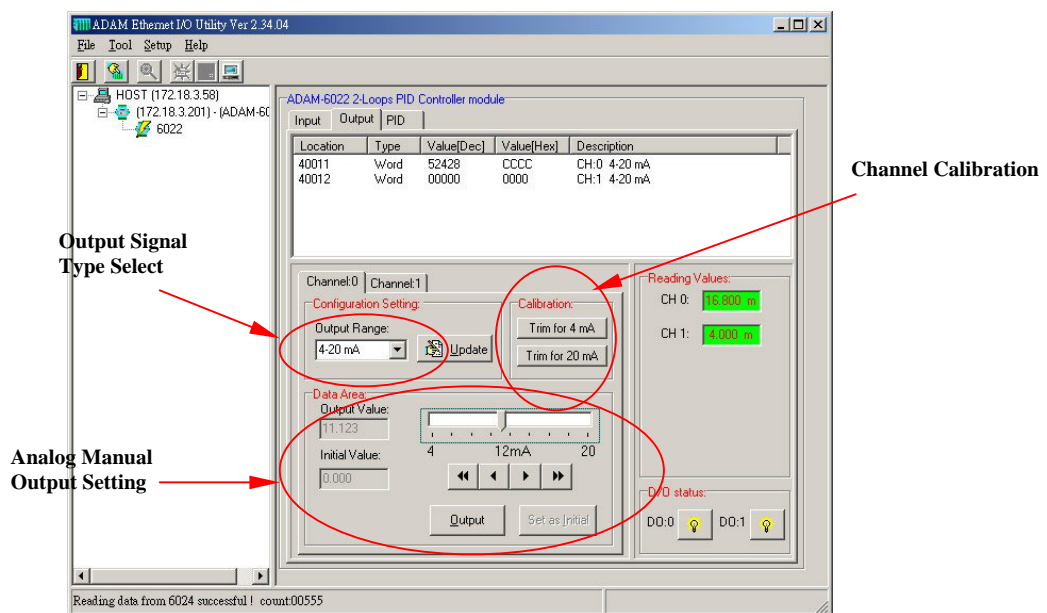 ADAM Ethernet I/O Utility Ver 2.34.04
File Tool Setup Help
HOST (172.18.3.58)
(172.18.3.201) - (ADAM-60
6022
ADAM-6022 2-Loops PID Controller module
Input Output PID
Location Type Value[Dec] Value[Hex] Description
40011 Word 52428 CCCC CH:0 4-20 mA
40012 Word 00000 0000 CH:1 4-20 mA
Channel Calibration
Output Signal
Type Select
Channel:0 Channel:1
Configuration Setting:
Output Range:
4-20 mA
Update
Calibration:
Trim for 4 mA
Trim for 20 mA
Reading Values:
CH 0: 16.800 m
CH 1: 4.000 m
Data Area:
Output Value:
11.123
Initial Value:
0.000
4 12mA 20
Output
Set as Initial
Analog Manual
Output Setting
D/O status:
DO:0 DO:1
Reading data from 6024 successful ! count:00555